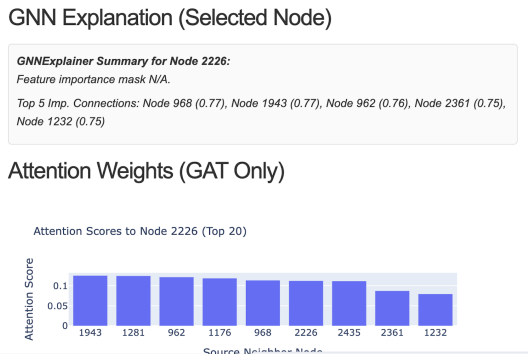 GNN Explanation (Selected Node)
GNNExplainer Summary for Node 2226:
Feature importance mask N/A.
Top 5 Imp. Connections: Node 968 (0.77), Node 1943 (0.77), Node 962 (0.76), Node 2361 (0.75),
Node 1232 (0.75)
Attention Weights (GAT Only)
Attention Scores to Node 2226 (Top 20)
Attention Score
0.1
0.05
0
1943 1281 962 1176 968 2226 2435 2361 1232
Source Neighbor Node